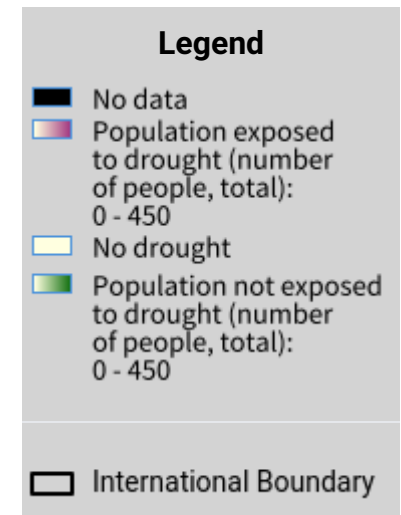 Legend
No data
Population exposed
to drought (number
of people, total):
0 - 450
No drought
Population not exposed
to drought (number
of people, total):
0 - 450
International Boundary